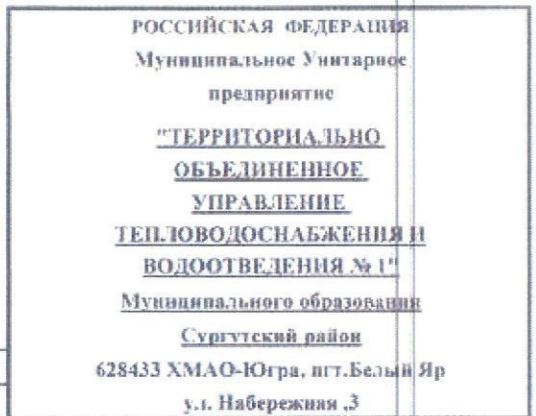 РОССИЙСКАЯ ФЕДЕРАЦИЯ
Муниципальное Унитарное
предприятие
"ТЕРРИТОРИАЛЬНО
ОБЪЕДИНЕННОЕ
УПРАВЛЕНИЕ
ТЕПЛОВОДОСНАБЖЕНИЯ И
ВОДООТВЕДЕНИЯ № 1"
Муниципального образования
Сургутский район
628433 ХМАО-Югра, пгт.Белый Яр
ул. Набережная ,3